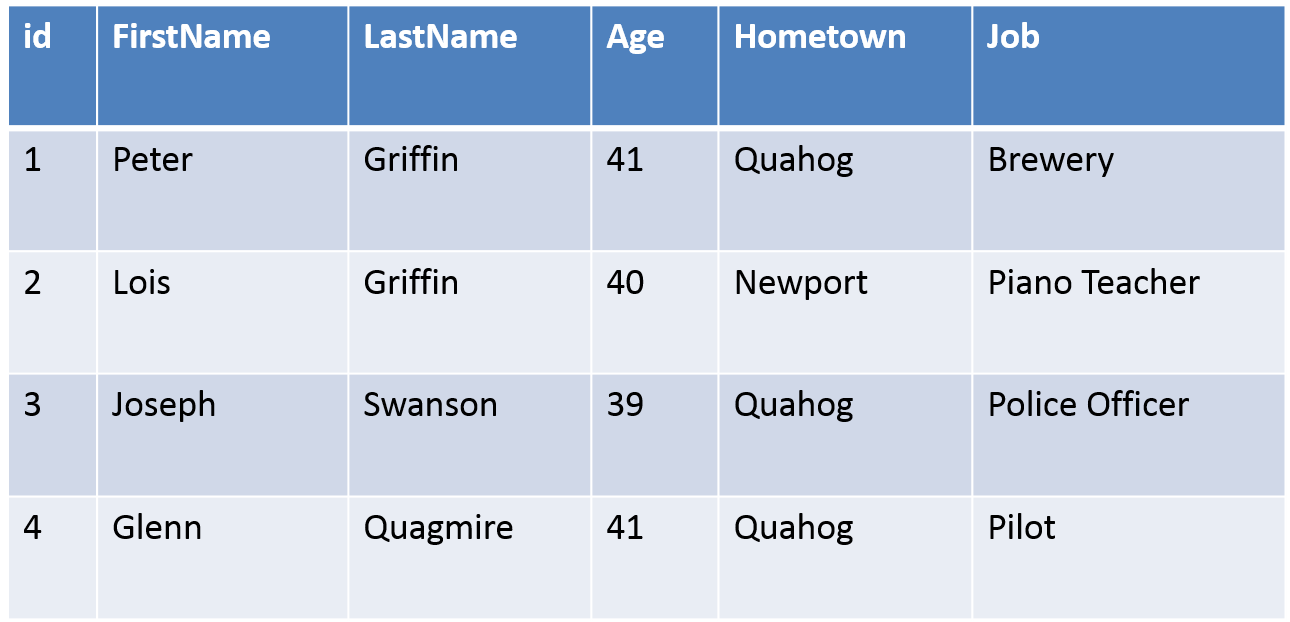 id FirstName LastName Age Hometown Job
1 Peter Griffin 41 Quahog Brewery
2 Lois Griffin 40 Newport Piano Teacher
3 Joseph Swanson 39 Quahog Police Officer
4 Glenn Quagmire 41 Quahog Pilot